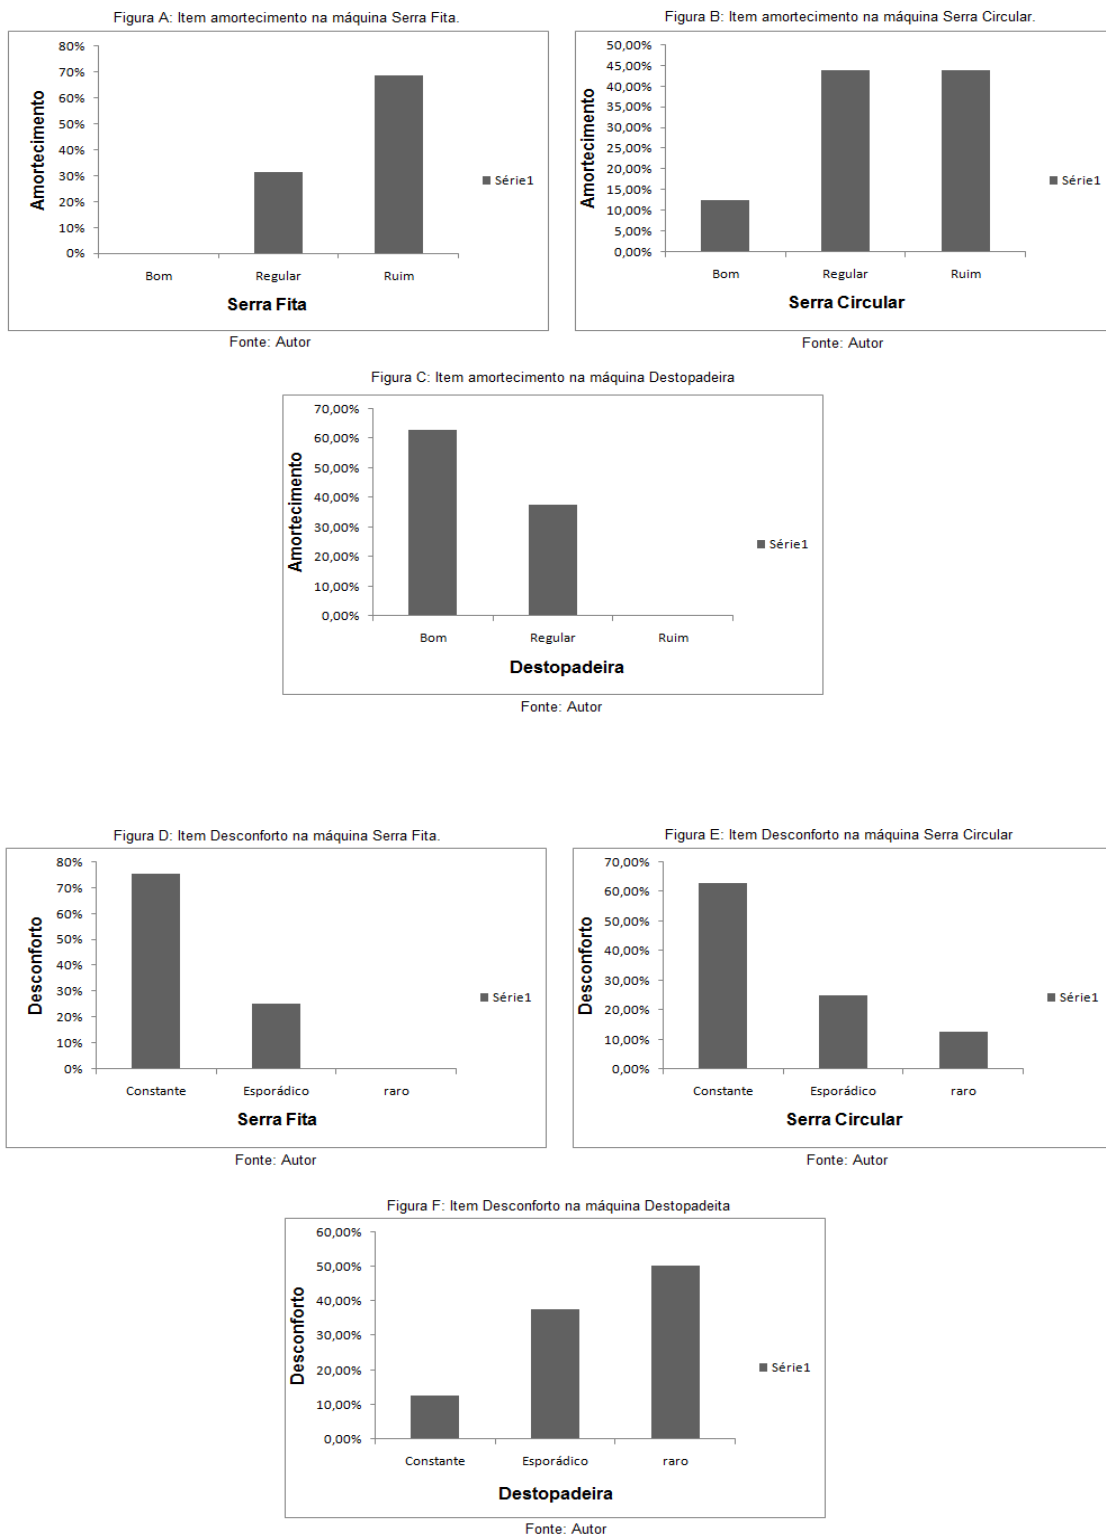 Figura A: Item amortecimento na máquina Serra Fita.
80%
70%
60%
50%
40%
30%
20%
10%
0%
Amortecimento
Bom Regular Ruim
Serra Fita
Série1
Fonte: Autor
Figura B: Item amortecimento na máquina Serra Circular.
50,00%
45,00%
40,00%
35,00%
30,00%
25,00%
20,00%
15,00%
10,00%
5,00%
0,00%
Amortecimento
Bom Regular Ruim
Serra Circular
Série1
Fonte: Autor
Figura C: Item amortecimento na máquina Destopadeira
70,00%
60,00%
50,00%
40,00%
30,00%
20,00%
10,00%
0,00%
Amortecimento
Bom Regular Ruim
Destopadeira
Série1
Fonte: Autor
Figura D: Item Desconforto na máquina Serra Fita.
80%
70%
60%
50%
40%
30%
20%
10%
0%
Desconforto
Constante Esporádico raro
Serra Fita
Série1
Fonte: Autor
Figura E: Item Desconforto na máquina Serra Circular
70,00%
60,00%
50,00%
40,00%
30,00%
20,00%
10,00%
0,00%
Desconforto
Constante Esporádico raro
Serra Circular
Série1
Fonte: Autor
Figura F: Item Desconforto na máquina Destopadeita
60,00%
50,00%
40,00%
30,00%
20,00%
10,00%
0,00%
Desconforto
Constante Esporádico raro
Destopadeira
Série1
Fonte: Autor